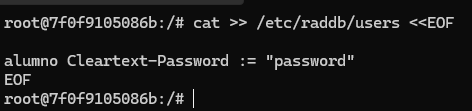 root@7f0f9105086b:/# cat >> /etc/raddb/users <<EOF
alumno Cleartext-Password := "password"
EOF
root@7f0f9105086b:/#